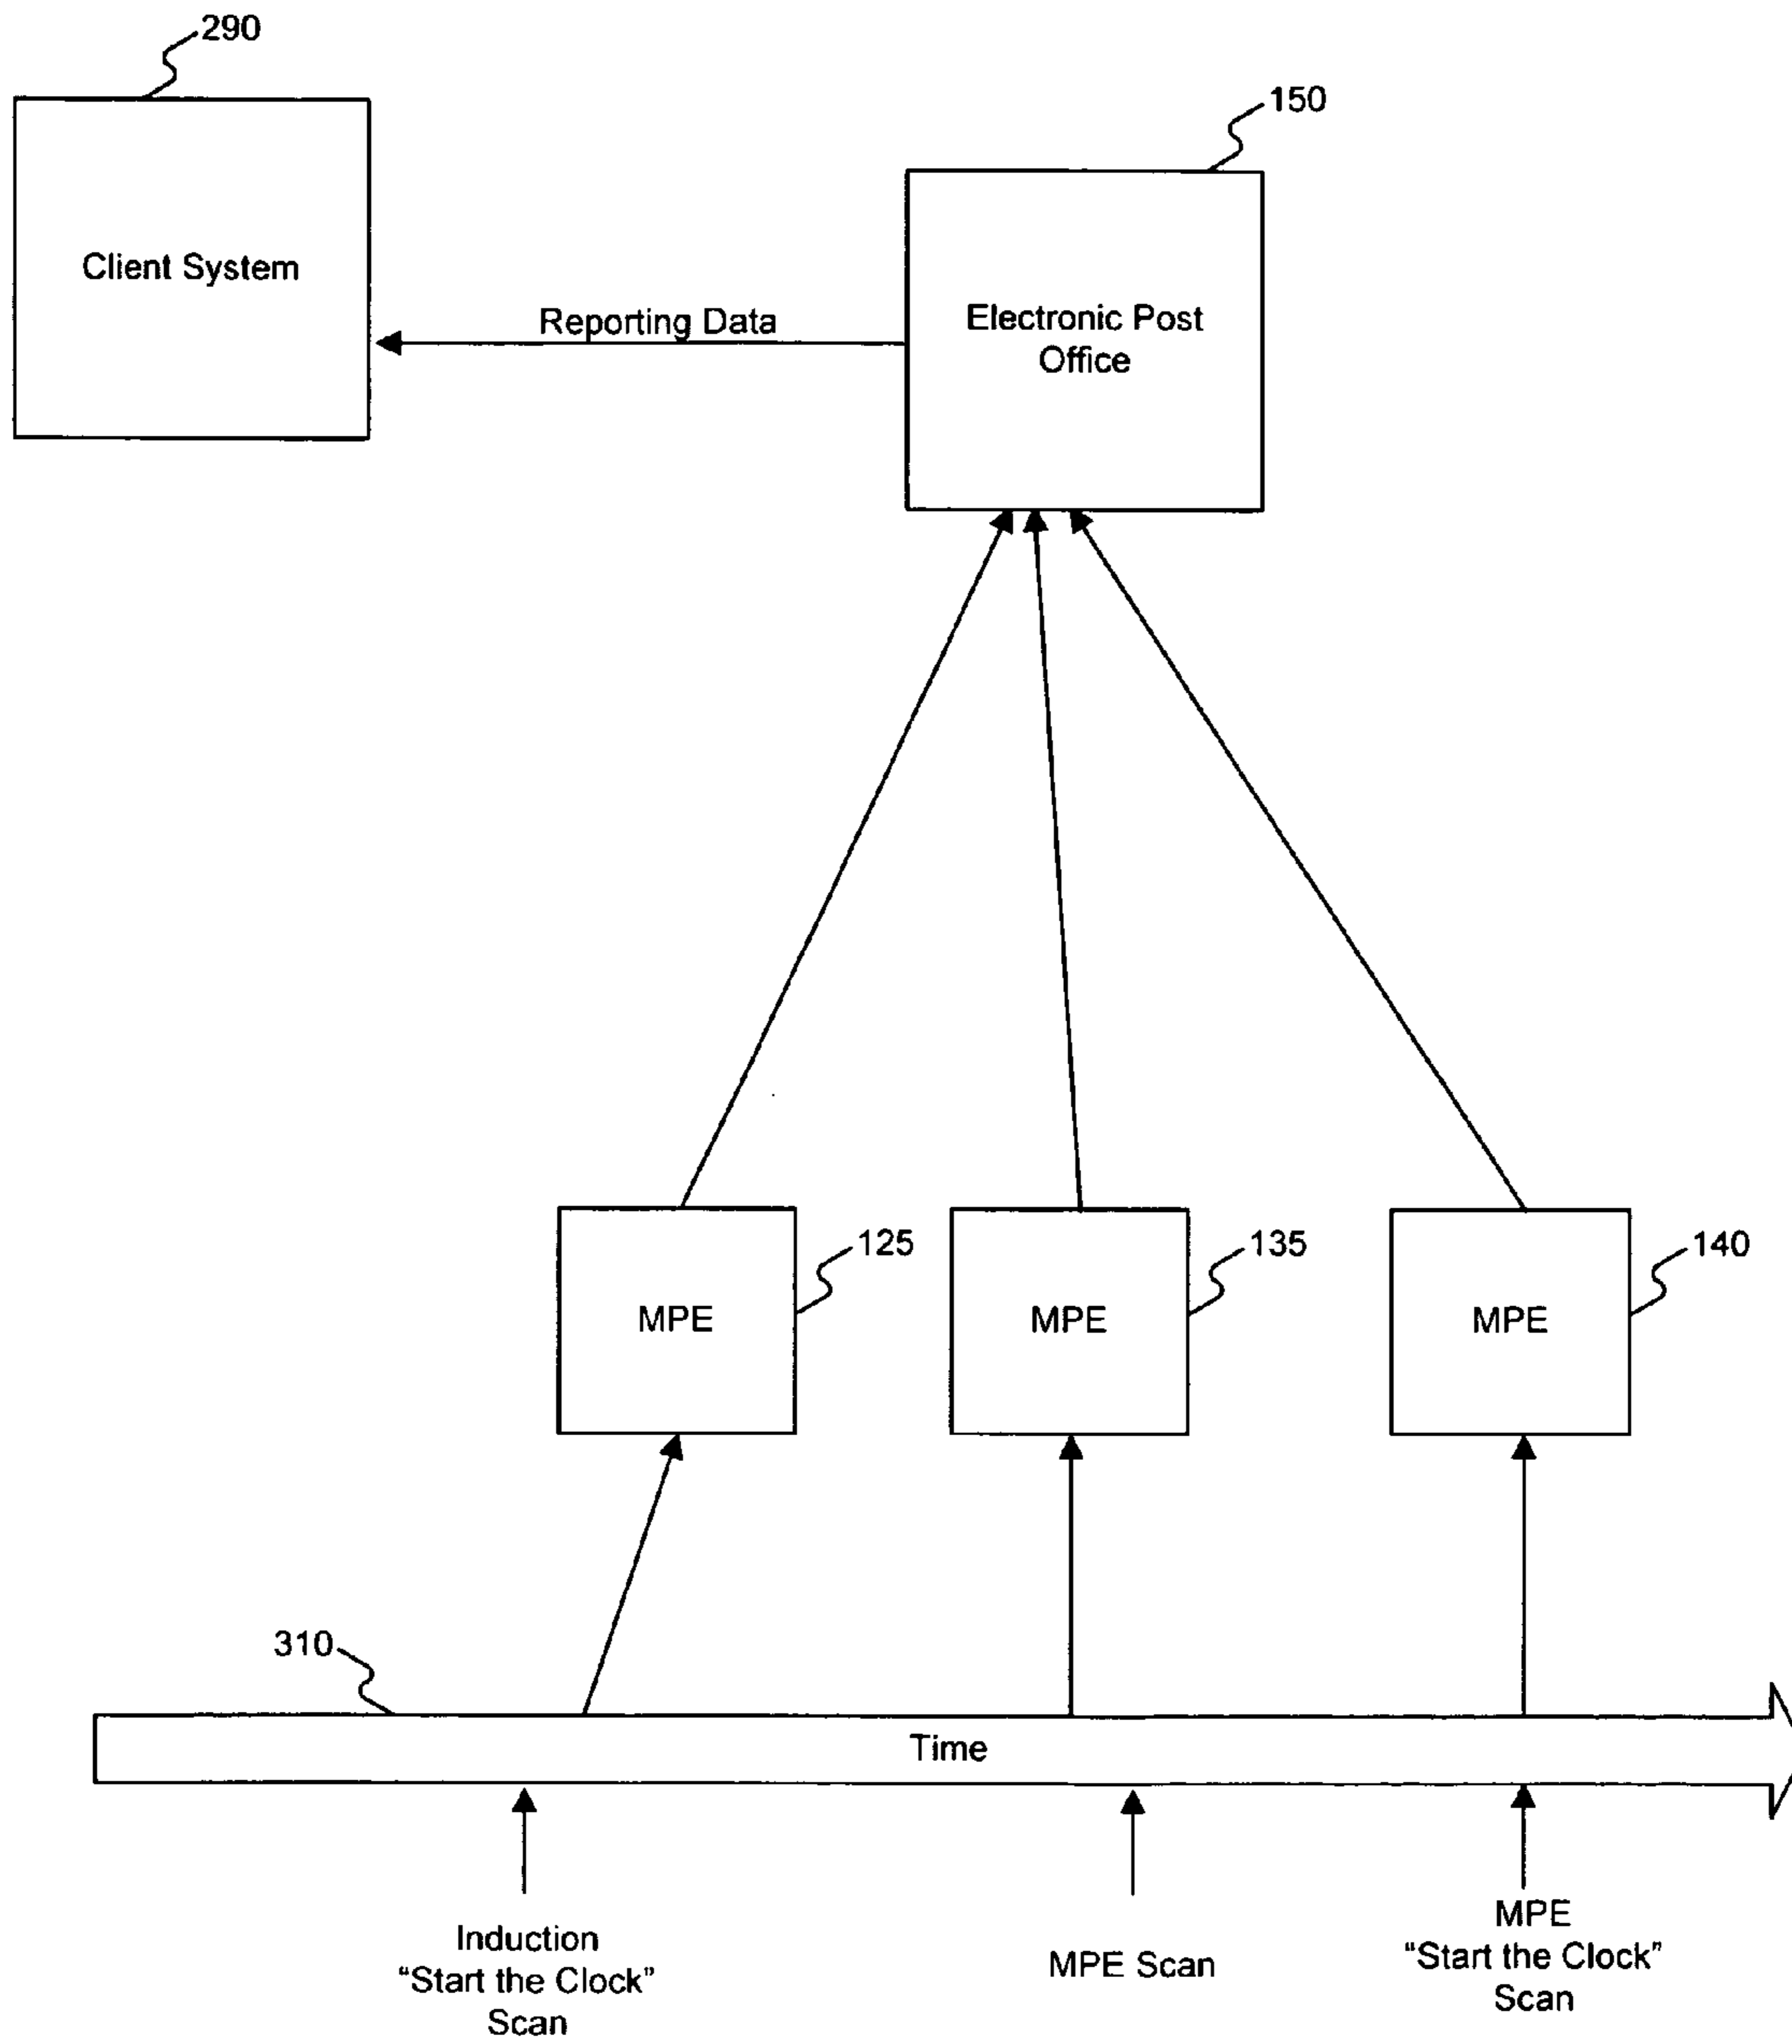 290
150
Client System
Reporting Data
Electronic Post
Office
125
135
140
MPE
MPE
MPE
310
Time
Induction
“Start the Clock”
Scan
MPE Scan
MPE
“Start the Clock”
Scan